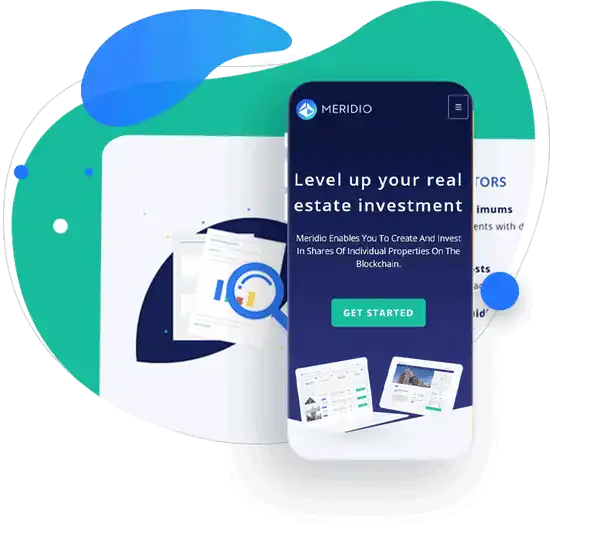 MERIDIO
Level up your real
estate investment
Meridio Enables You To Create And Invest
In Shares Of Individual Properties On The
Blockchain.
GET STARTED
TORS
imums
ents with d
sts